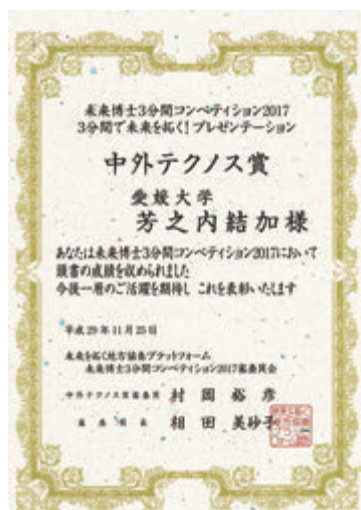 未来博士3分間コンペティション2017
3分間で未来を拓く! プレゼンテーション
中外テクノス賞
愛媛大学
芳之内結加様
あなたは未来博士3分間コンペティション2017において
頭書の成績を収められました
今後一層のご活躍を期待し これを表彰いたします
平成29年11月25日
未来を拓く地方協奏プラットフォーム
未来博士3分間コンペティション2017審査員会
中外テクノス賞審査員 村岡裕彦
審査員長 相田美砂子